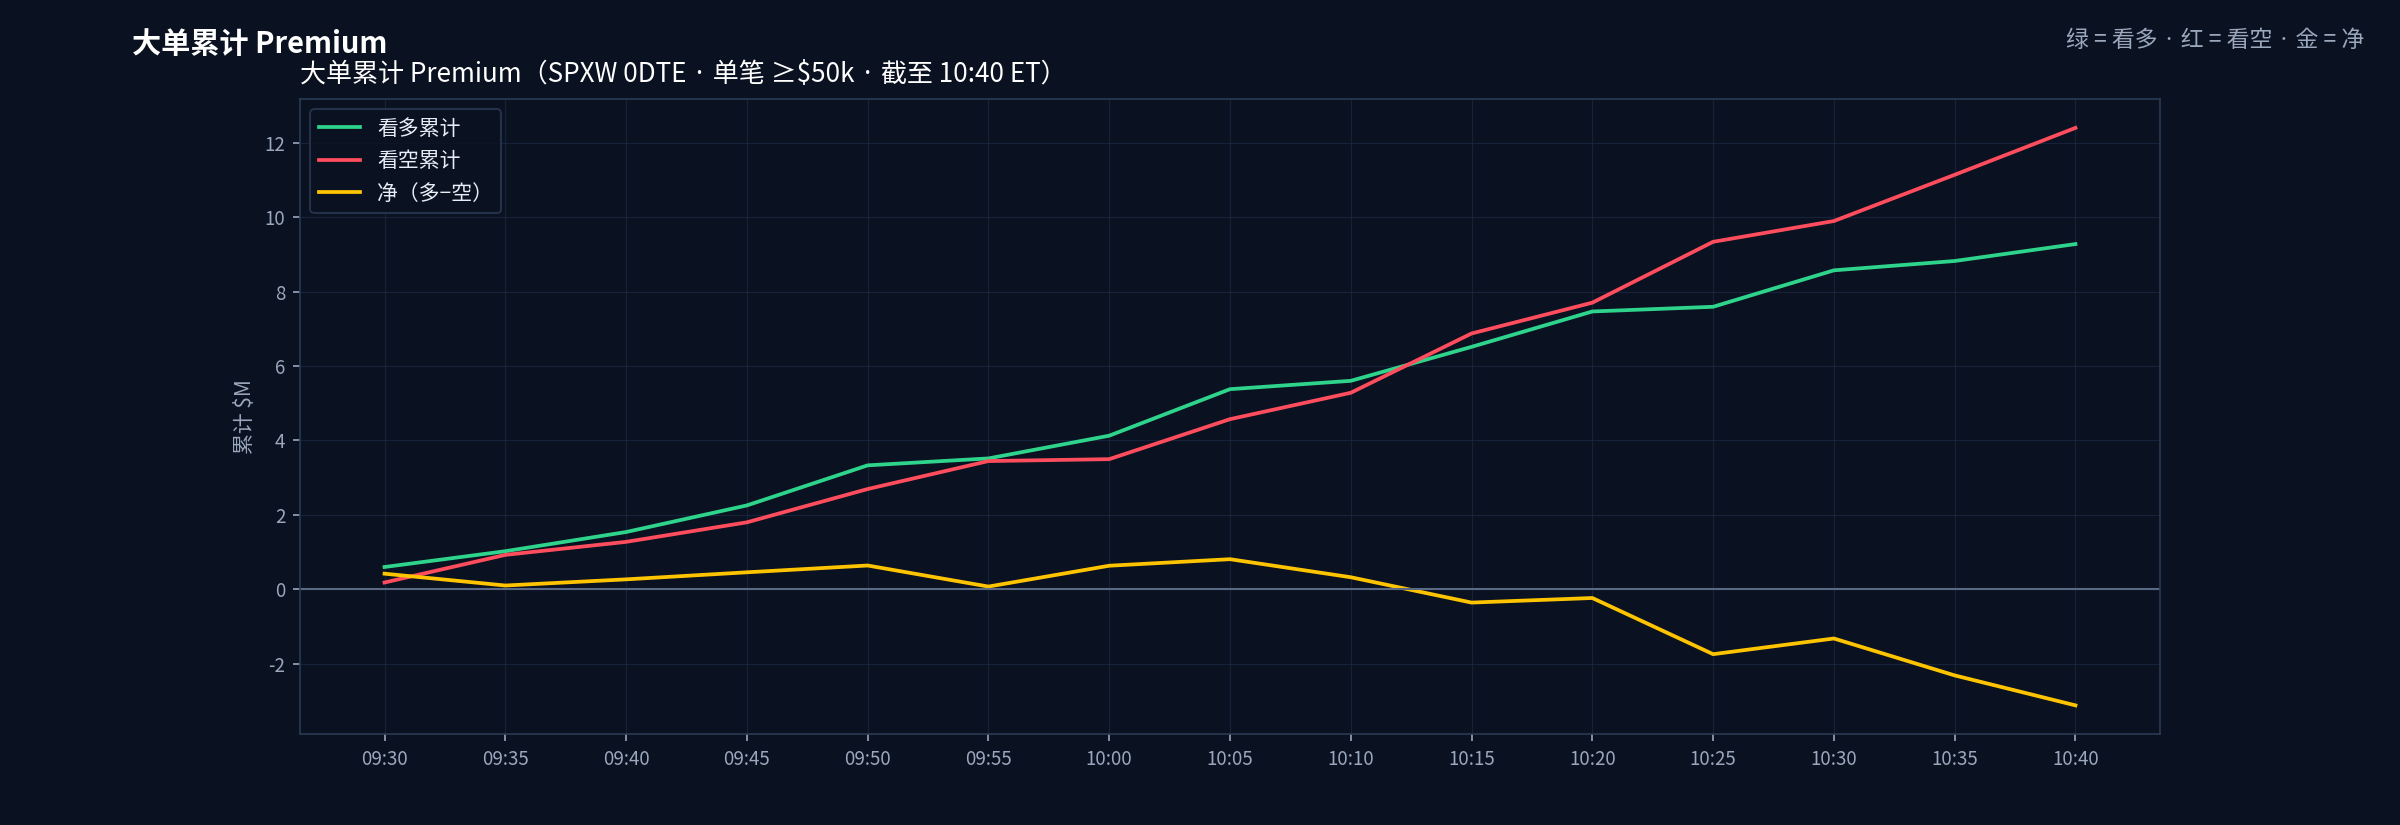 大单累计 Premium
绿 = 看多 · 红 = 看空 · 金 = 净
大单累计 Premium（SPXW 0DTE · 单笔 ≥$50k · 截至 10:40 ET）
看多累计
看空累计
净（多−空）
累计 $M
12
10
8
6
4
2
0
-2
09:30 09:35 09:40 09:45 09:50 09:55 10:00 10:05 10:10 10:15 10:20 10:25 10:30 10:35 10:40